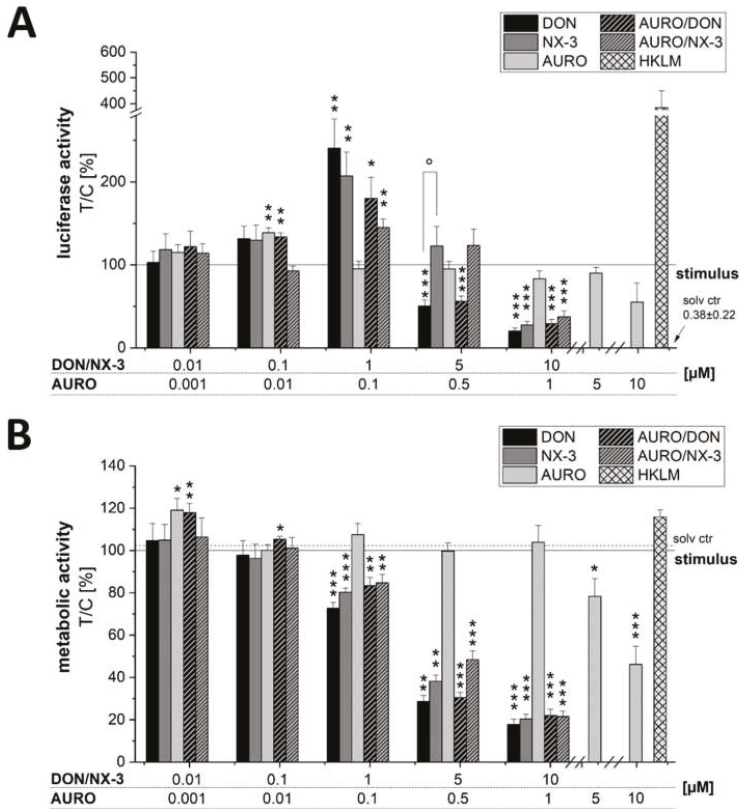 A
DON AURO/DON
NX-3 AURO/NX-3
AURO HKLM
luciferase activity
T/C [%]
600
500
400
200
100
0
** ** * **
** **
°
*** ***
*** *** *** ***
stimulus
solv ctr
0.38±0.22
DON/NX-3 0.01 0.1 1 5 10
AURO 0.001 0.01 0.1 0.5 1 5 10
[µM]
B
DON AURO/DON
NX-3 AURO/NX-3
AURO HKLM
metabolic activity
T/C [%]
140
120
100
80
60
40
20
0
* **
*
*** *** ** **
** ** *** ***
*** *** *** ***
*
***
solv ctr
stimulus
DON/NX-3 0.01 0.1 1 5 10
AURO 0.001 0.01 0.1 0.5 1 5 10
[µM]